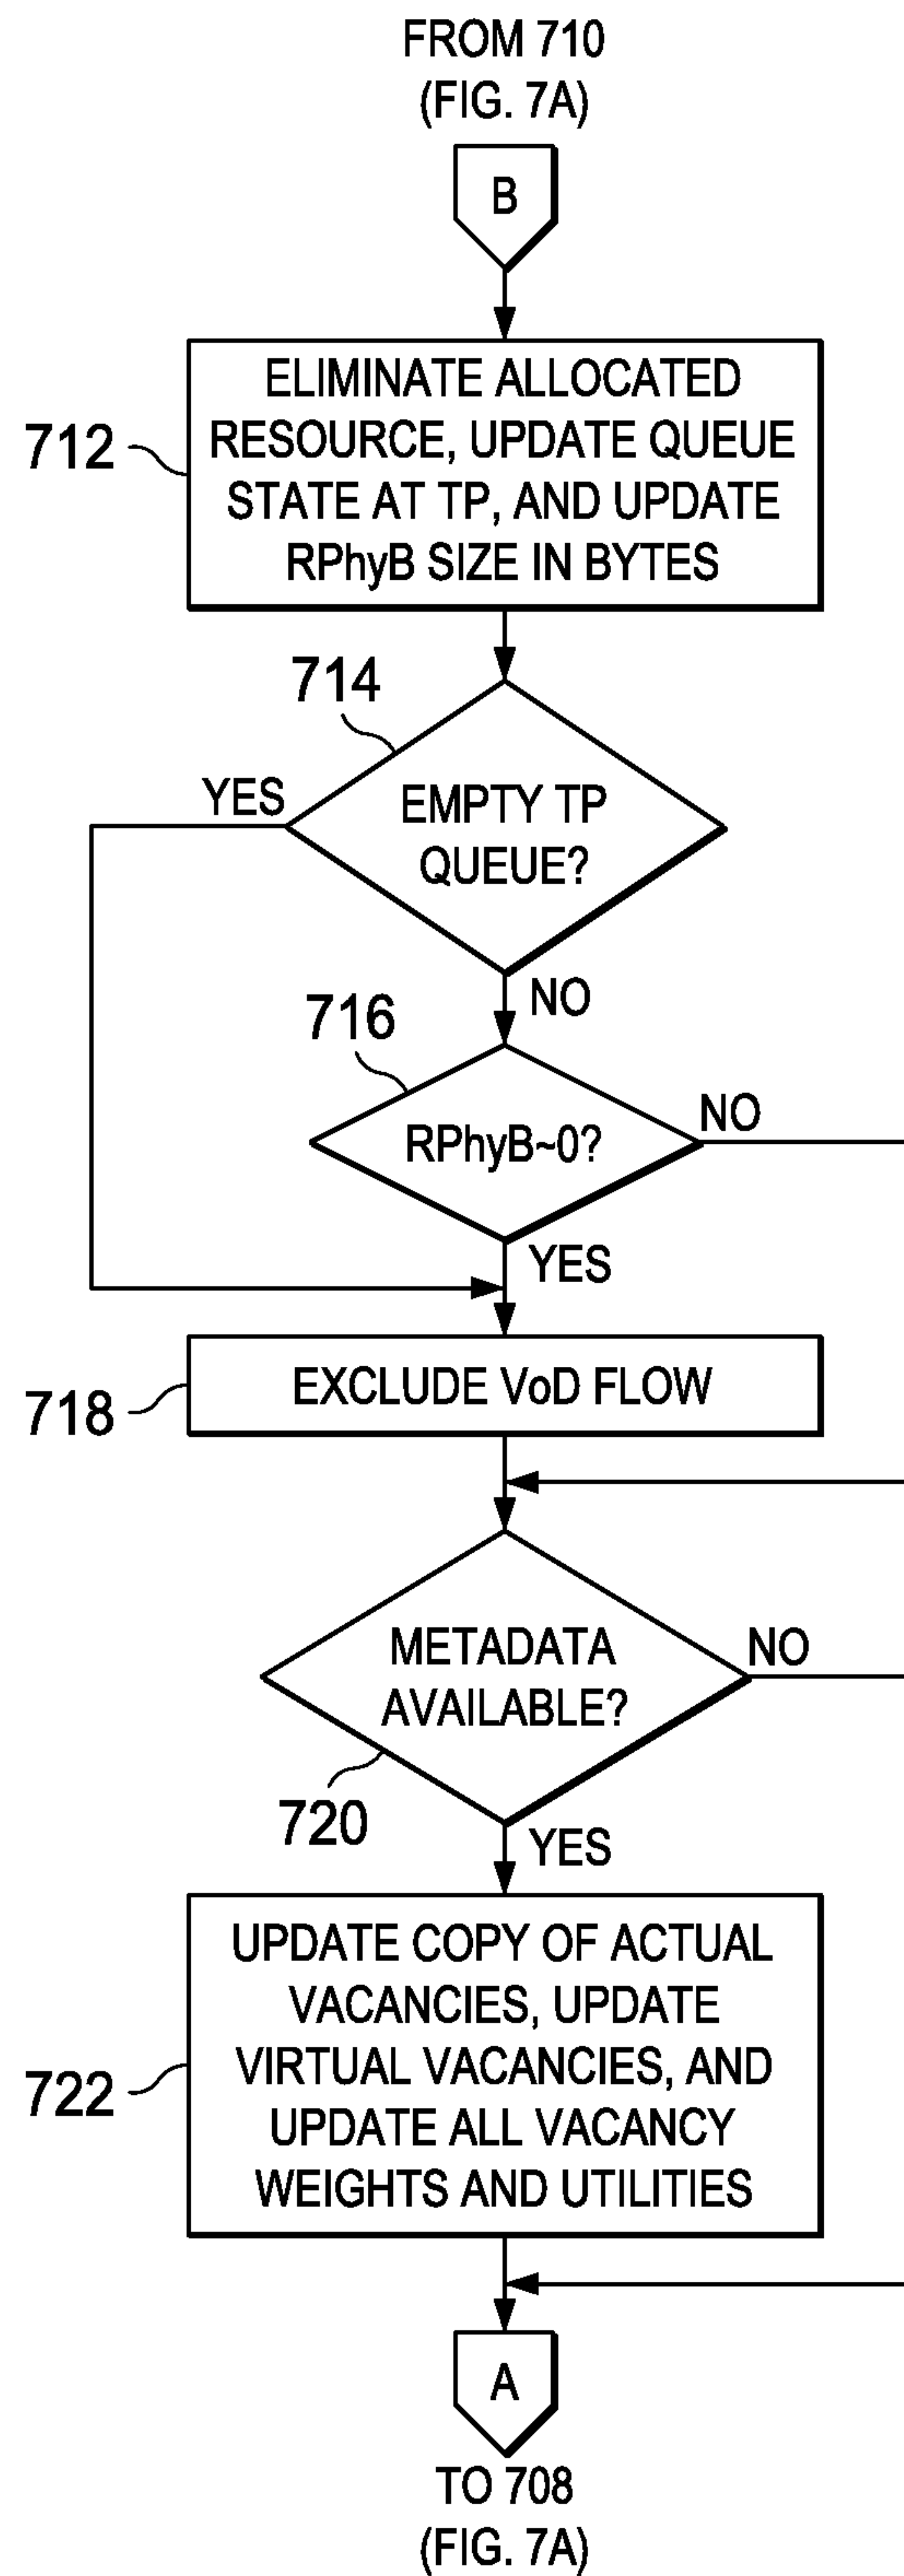 FROM 710
(FIG. 7A)
B
ELIMINATE ALLOCATED
RESOURCE, UPDATE QUEUE
STATE AT TP, AND UPDATE
RPhyB SIZE IN BYTES
712
714
YES
EMPTY TP
QUEUE?
NO
716
RPhyB~0?
NO
YES
EXCLUDE VoD FLOW
718
METADATA
AVAILABLE?
NO
720
YES
UPDATE COPY OF ACTUAL
VACANCIES, UPDATE
VIRTUAL VACANCIES, AND
UPDATE ALL VACANCY
WEIGHTS AND UTILITIES
722
A
TO 708
(FIG. 7A)